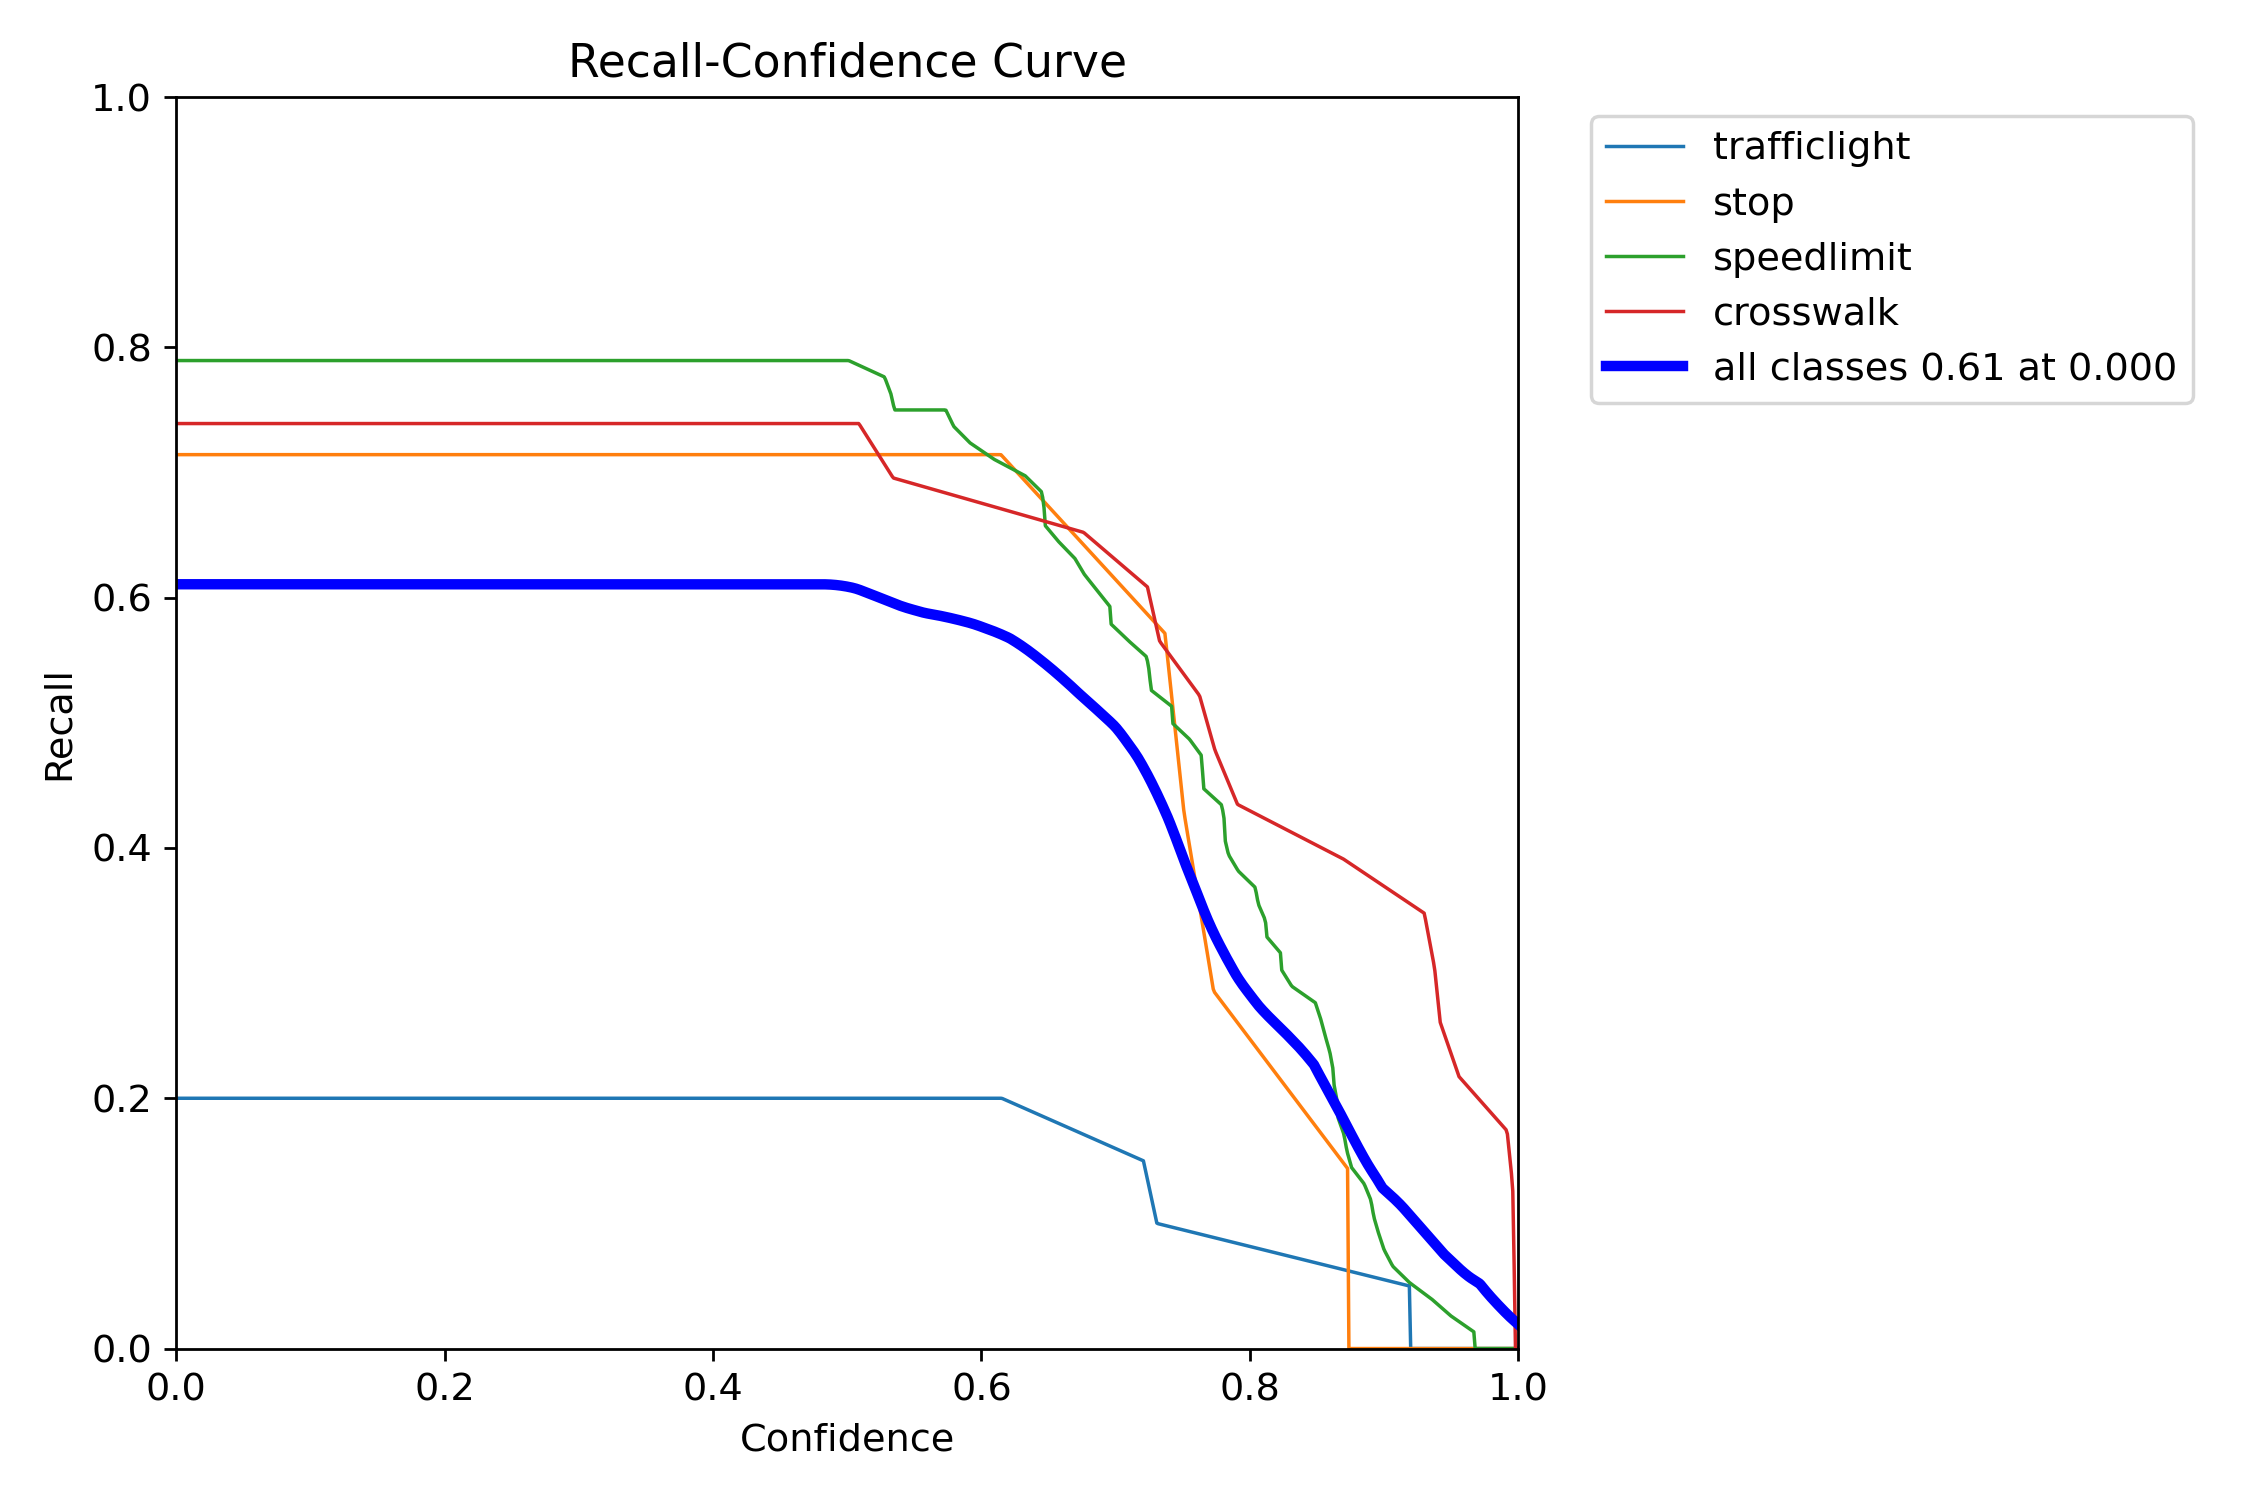 Recall-Confidence Curve
1.0
0.8
0.6
0.4
0.2
0.0
Recall
0.0 0.2 0.4 0.6 0.8 1.0
Confidence
trafficlight
stop
speedlimit
crosswalk
all classes 0.61 at 0.000